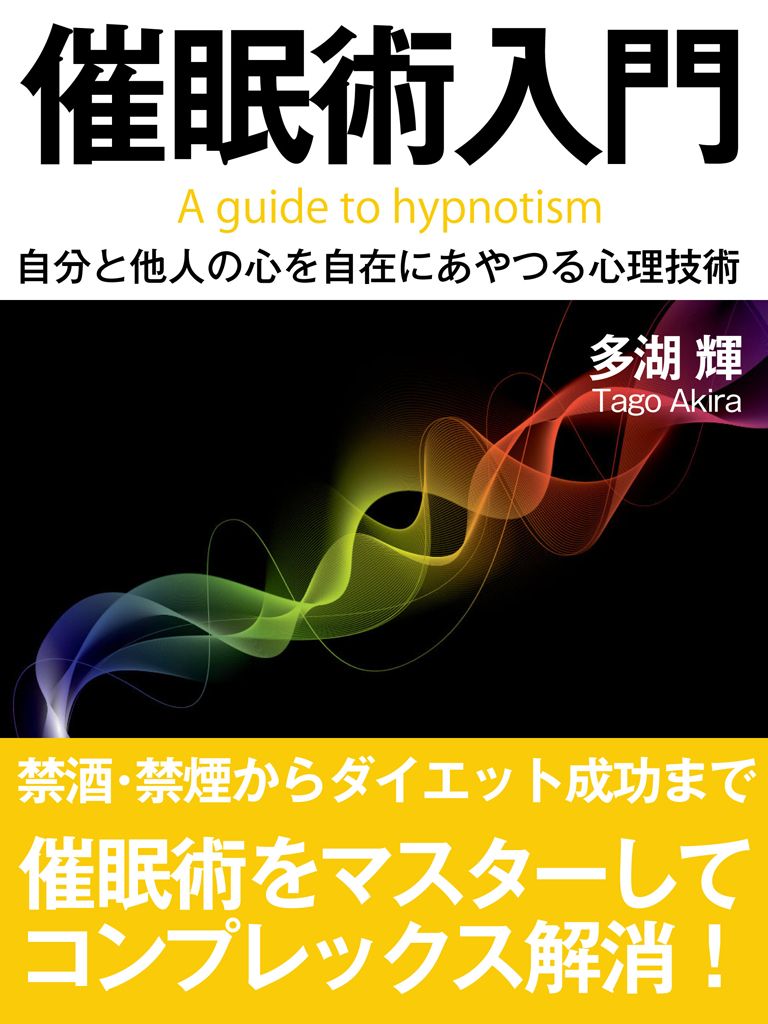 催眠術入門
A guide to hypnotism
自分と他人の心を自在にあやつる心理技術
多湖 輝
Tago Akira
禁酒・禁煙からダイエット成功まで
催眠術をマスターして
コンプレックス解消！